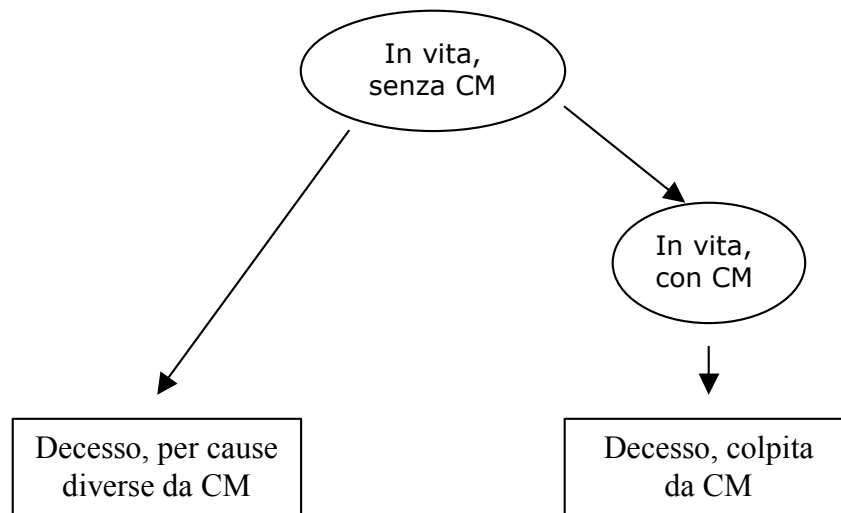 In vita,
senza CM
In vita,
con CM
Decesso, per cause
diverse da CM
Decesso, colpita
da CM